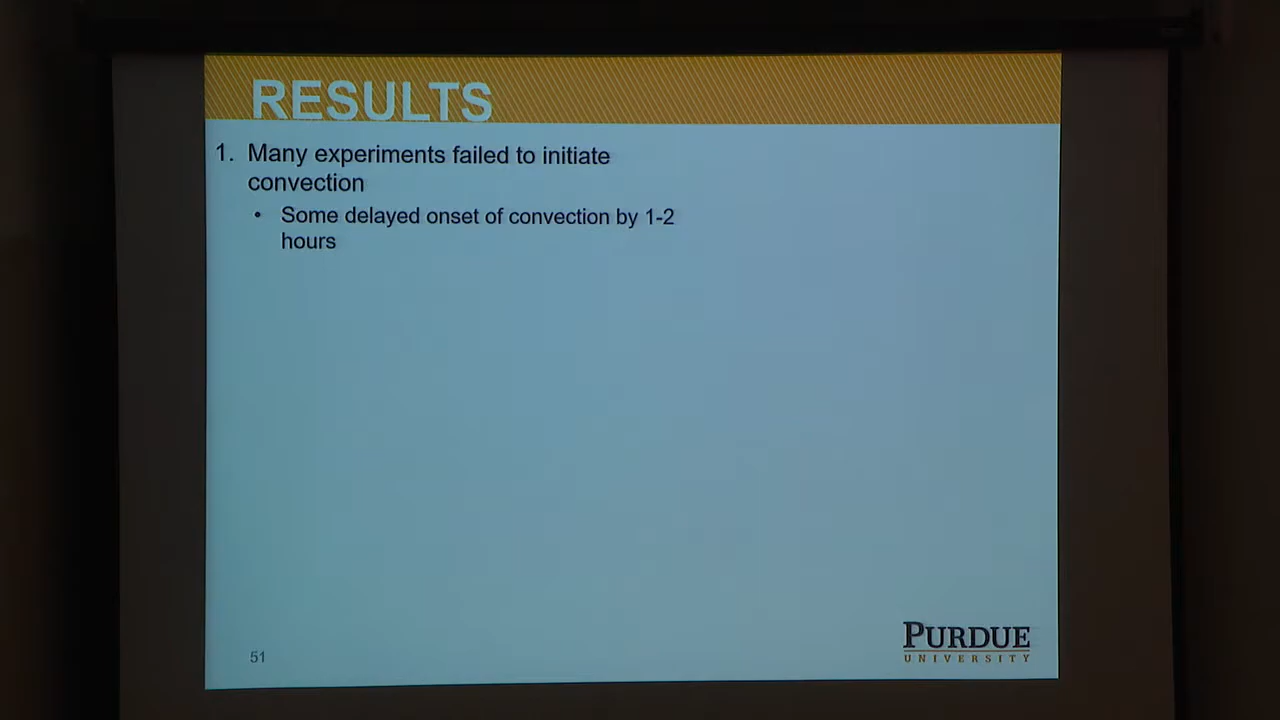 RESULTS
1. Many experiments failed to initiate
convection
• Some delayed onset of convection by 1-2
hours
51
PURDUE
UNIVERSITY